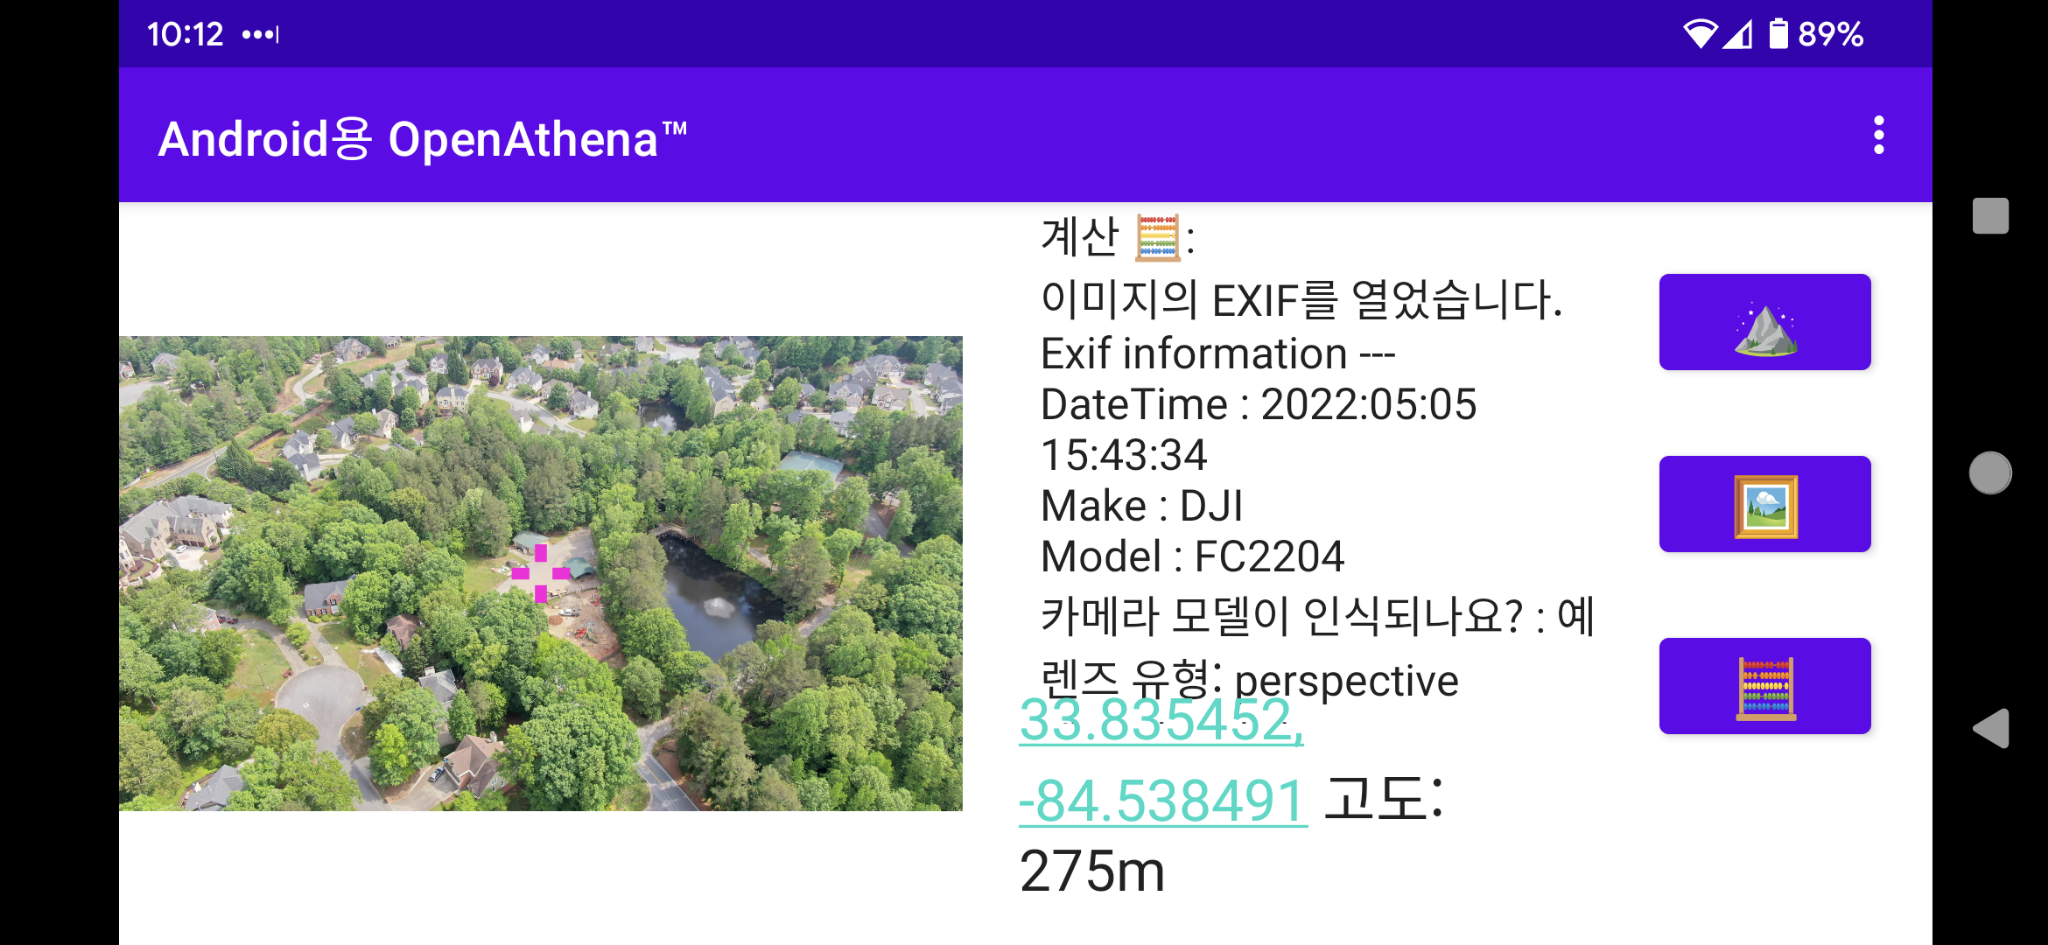 10:12
89%
Android용 OpenAthena™
계산 🧮:
이미지의 EXIF를 열었습니다.
Exif information ---
DateTime : 2022:05:05
15:43:34
Make : DJI
Model : FC2204
카메라 모델이 인식되나요? : 예
렌즈 유형: perspective
33.835452,
-84.538491 고도:
275m